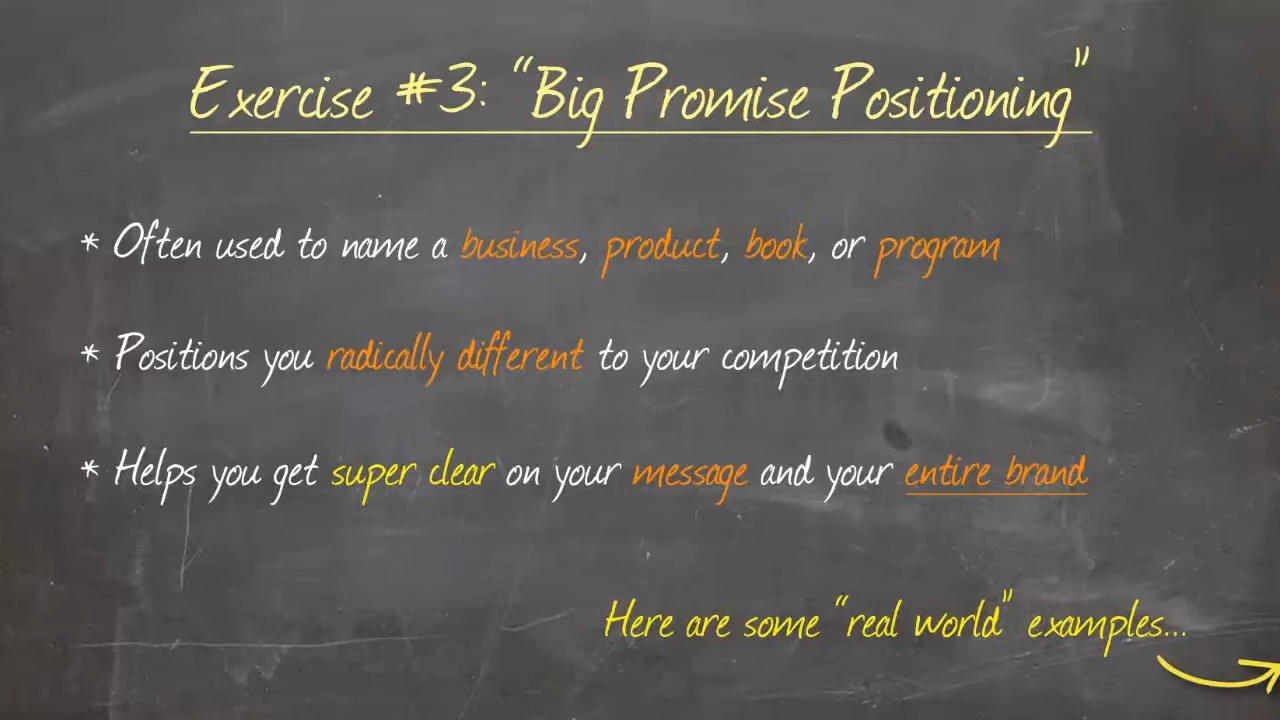 Exercise #3: "Big Promise Positioning"
* Often used to name a business, product, book, or program
* Positions you radically different to your competition
* Helps you get super clear on your message and your entire brand
Here are some "real world" examples...